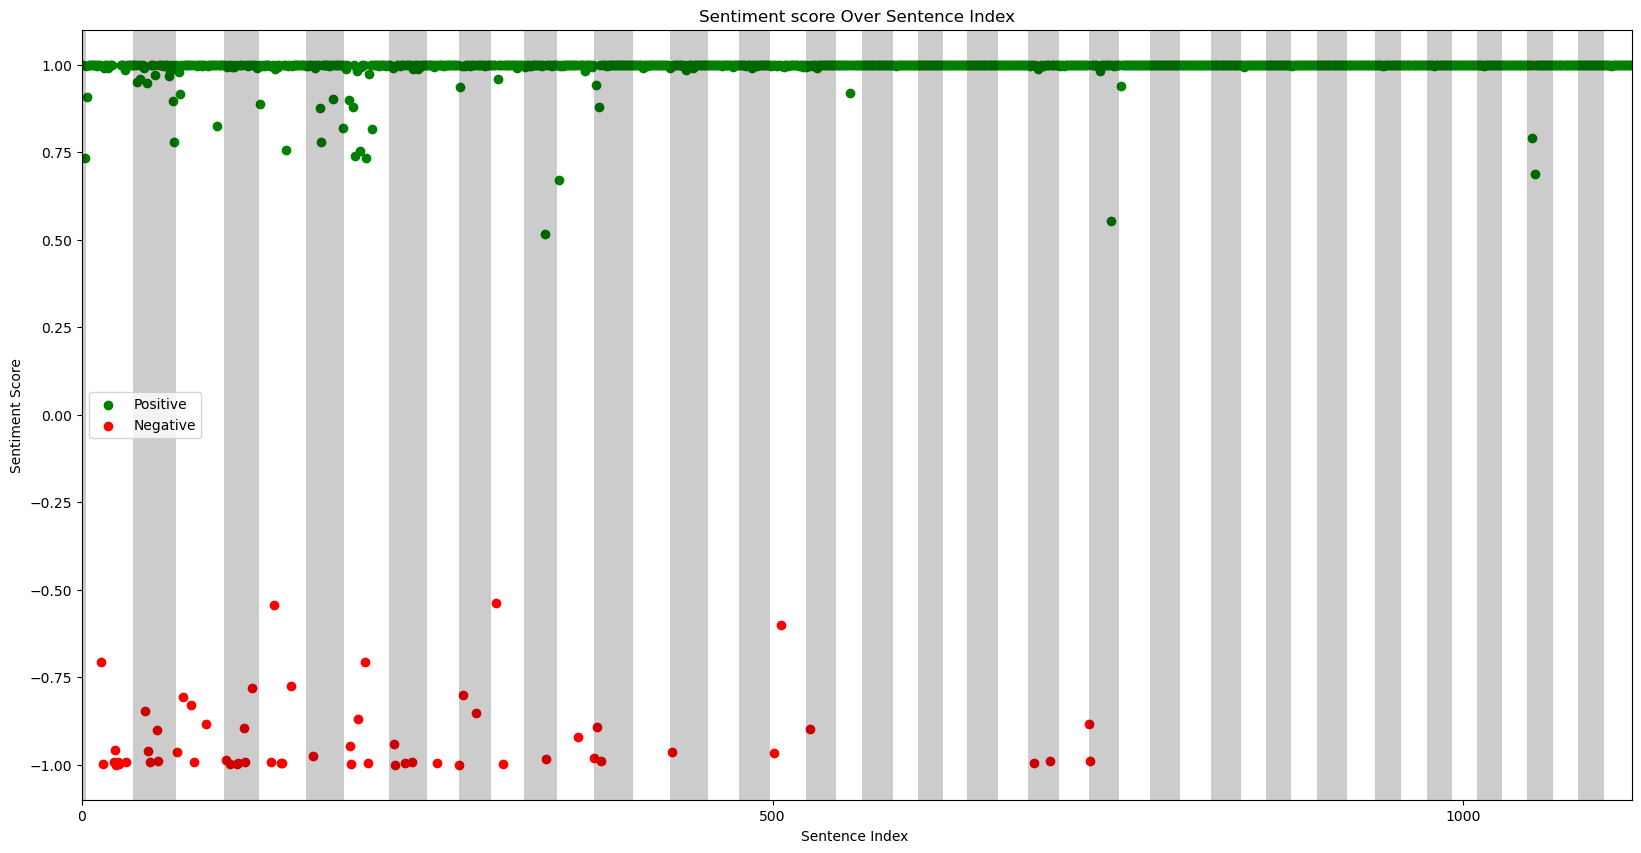 Sentiment score Over Sentence Index
1.00
0.75
0.50
0.25
0.00
−0.25
−0.50
−0.75
−1.00
Sentiment Score
Positive
Negative
0
500
1000
Sentence Index